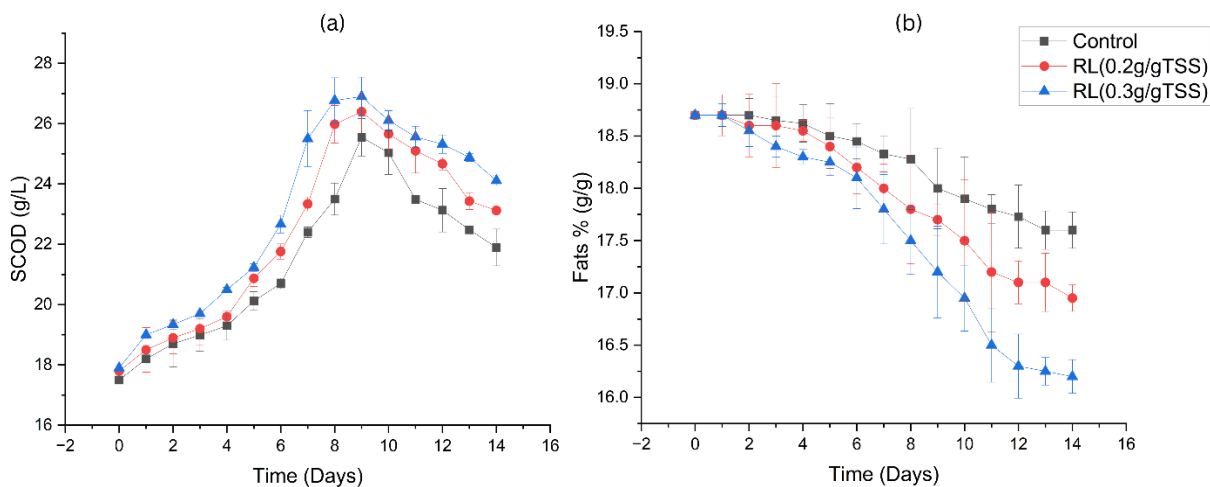 (a)
28
26
24
22
20
18
16
SCOD (g/L)
−2 0 2 4 6 8 10 12 14 16
Time (Days)
(b)
19.5
19.0
18.5
18.0
17.5
17.0
16.5
16.0
Fats % (g/g)
−2 0 2 4 6 8 10 12 14 16
Time (Days)
Control
RL(0.2g/gTSS)
RL(0.3g/gTSS)